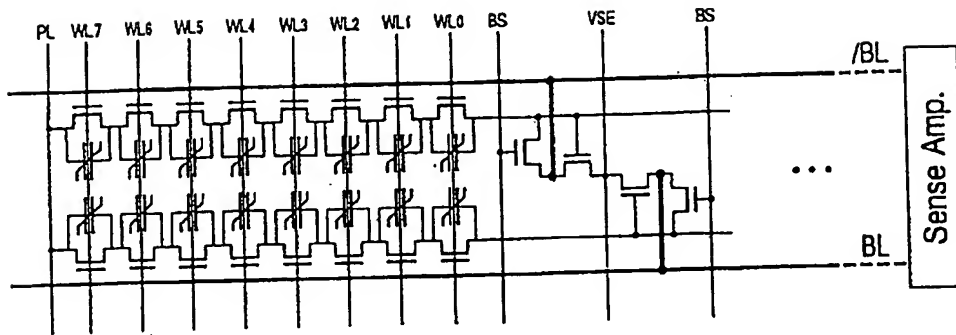 PL WL7 WL6 WL5 WL4 WL3 WL2 WL1 WL0 BS VSE BS
/BL
Sense Amp.
BL